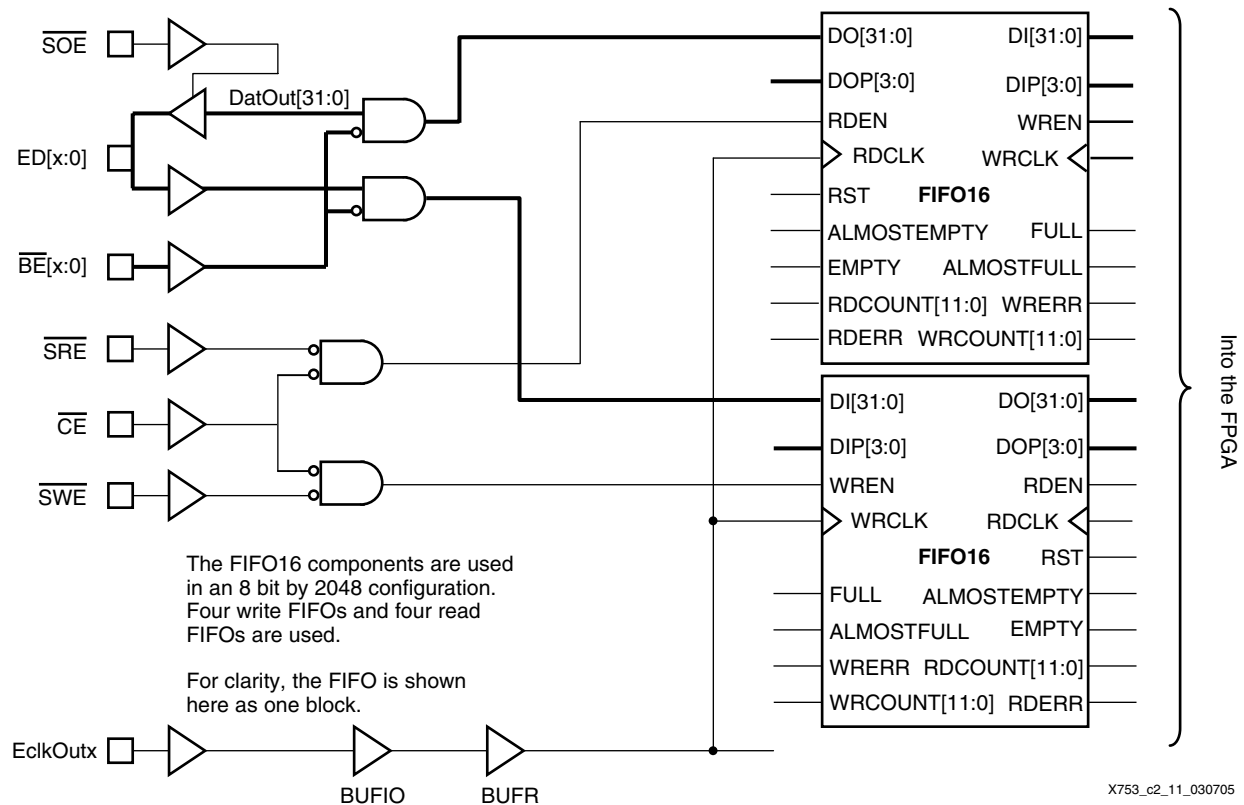 SOE
ED[x:0]
BE[x:0]
SRE
CE
SWE
EclkOutx
DatOut[31:0]
BUFIO
BUFR
The FIFO16 components are used
in an 8 bit by 2048 configuration.
Four write FIFOs and four read
FIFOs are used.
For clarity, the FIFO is shown
here as one block.
DO[31:0] DI[31:0]
DOP[3:0] DIP[3:0]
RDEN WREN
RDCLK WRCLK
RST FIFO16
ALMOSTEMPTY FULL
EMPTY ALMOSTFULL
RDCOUNT[11:0] WRERR
RDERR WRCOUNT[11:0]
DI[31:0] DO[31:0]
DIP[3:0] DOP[3:0]
WREN RDEN
WRCLK RDCLK
FIFO16 RST
FULL ALMOSTEMPTY
ALMOSTFULL EMPTY
WRERR RDCOUNT[11:0]
WRCOUNT[11:0] RDERR
Into the FPGA
X753_c2_11_030705